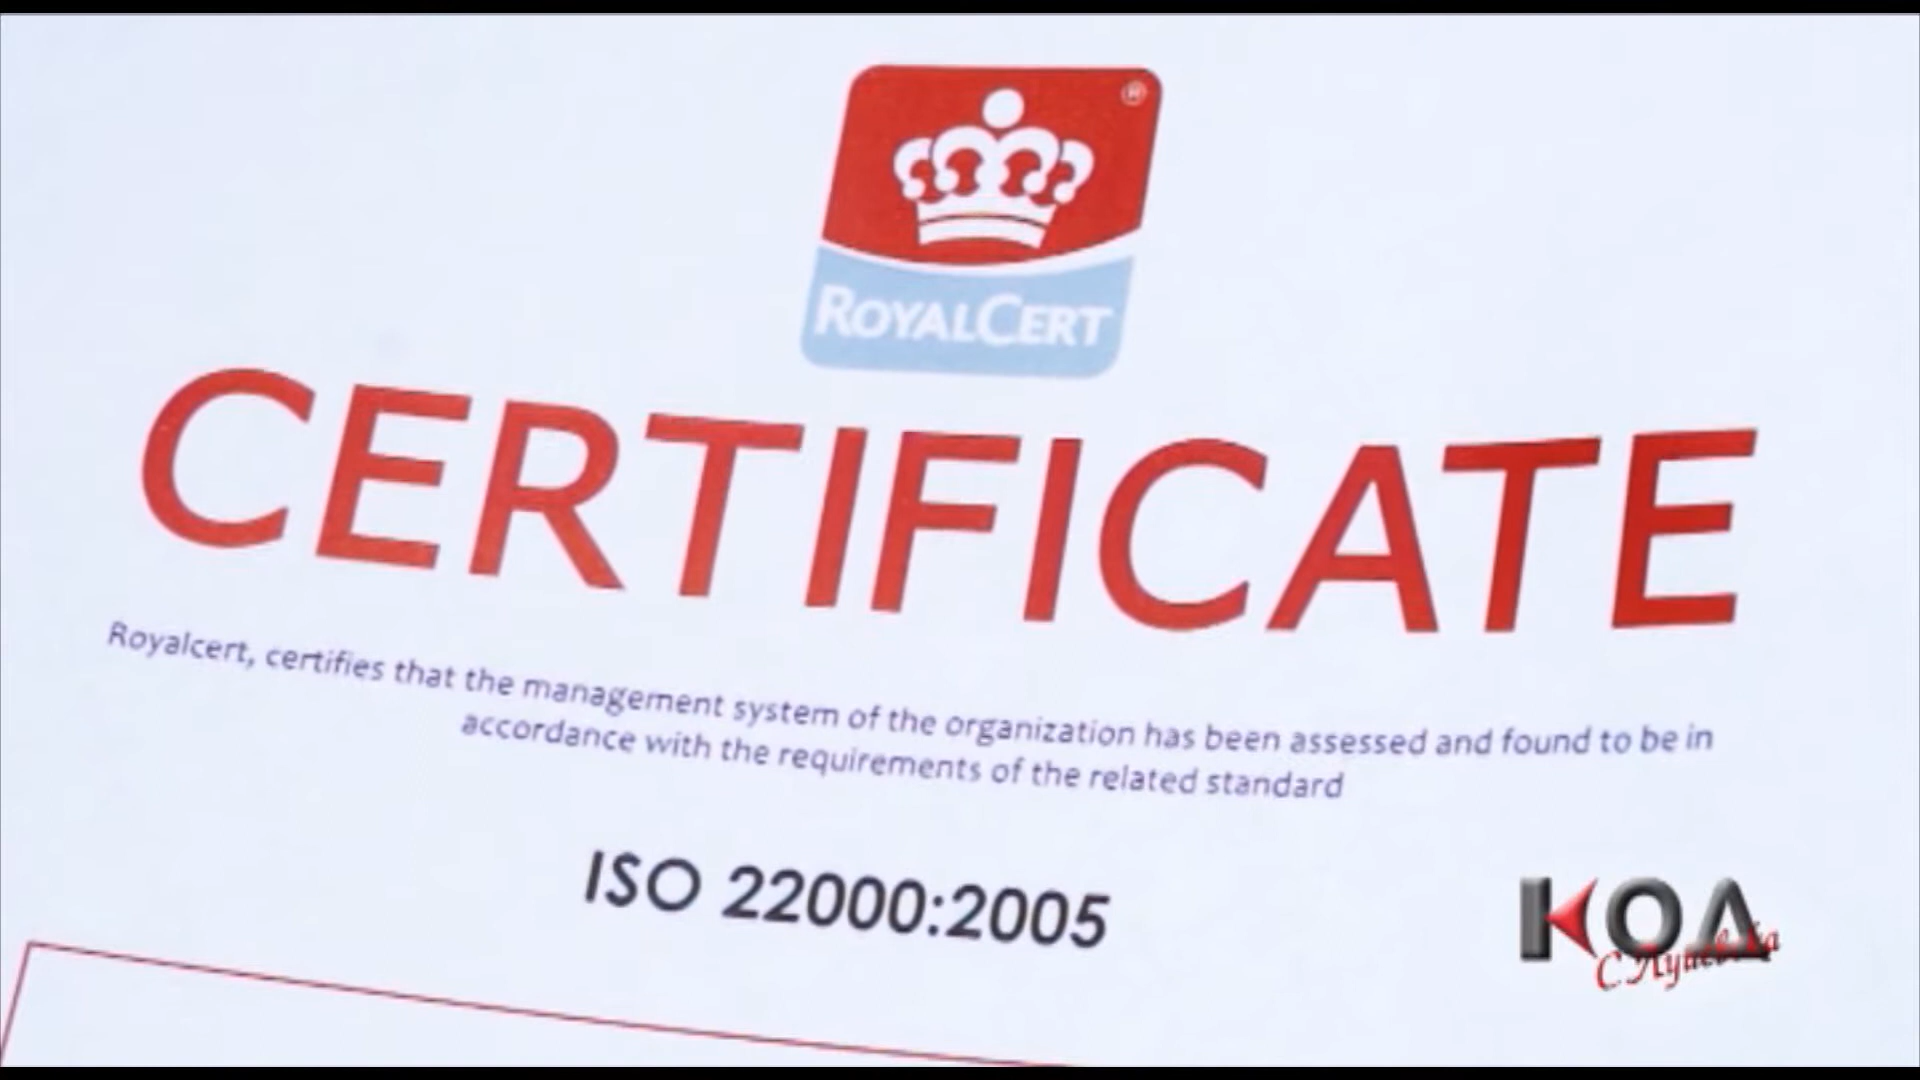 ®
ROYALCERT
CERTIFICATE
Royalcert, certifies that the management system of the organization has been assessed and found to be in
accordance with the requirements of the related standard
ISO 22000:2005
КОД